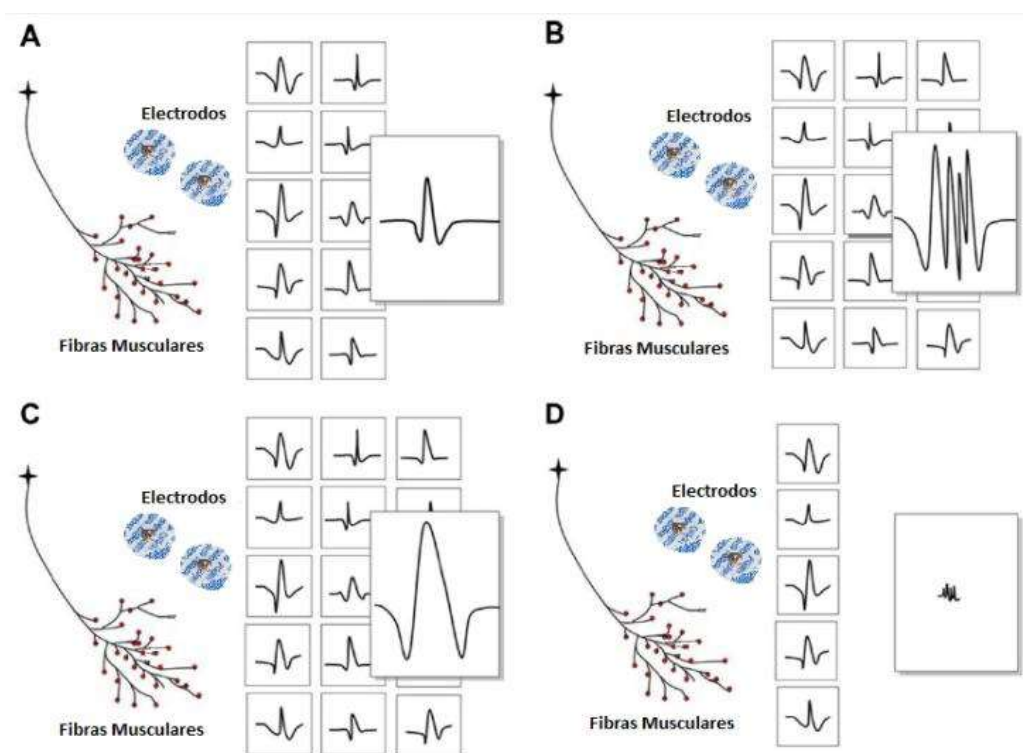 A
Electrodos
Fibras Musculares
B
Electrodos
Fibras Musculares
C
Electrodos
Fibras Musculares
D
Electrodos
Fibras Musculares